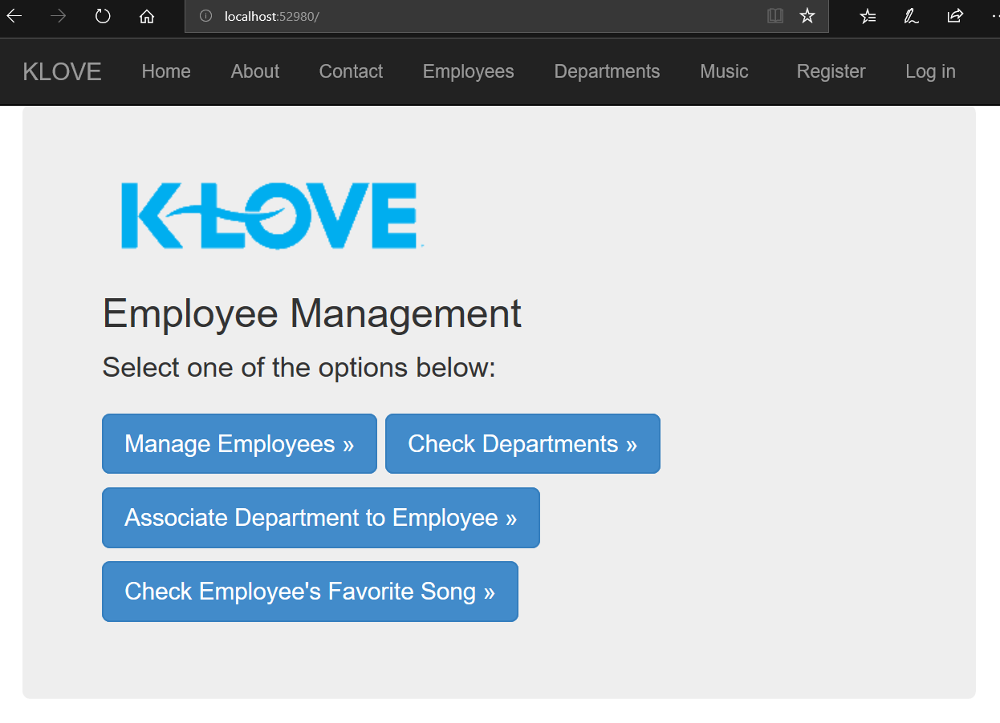 localhost:52980/
KLOVE Home About Contact Employees Departments Music Register Log in
K-LOVE
Employee Management
Select one of the options below:
Manage Employees » Check Departments »
Associate Department to Employee »
Check Employee's Favorite Song »